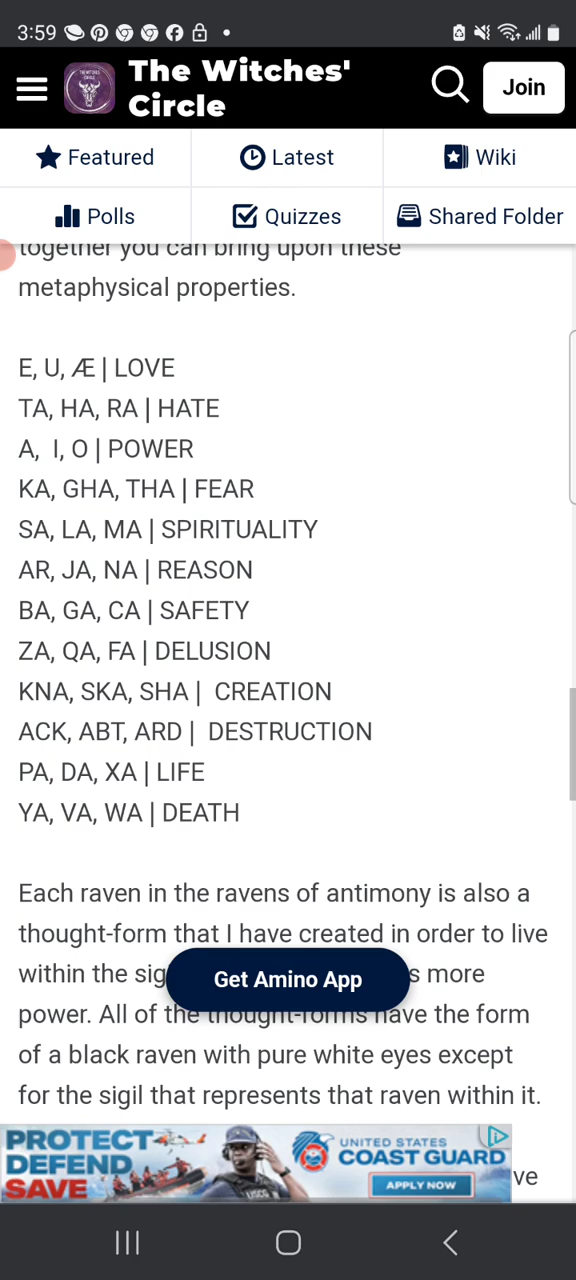 3:59
The Witches'
Circle
Join
Featured
Latest
Wiki
Polls
Quizzes
Shared Folder
together you can bring upon these
metaphysical properties.
E, U, Æ | LOVE
TA, HA, RA | HATE
A,  I, O | POWER
KA, GHA, THA | FEAR
SA, LA, MA | SPIRITUALITY
AR, JA, NA | REASON
BA, GA, CA | SAFETY
ZA, QA, FA | DELUSION
KNA, SKA, SHA |  CREATION
ACK, ABT, ARD |  DESTRUCTION
PA, DA, XA | LIFE
YA, VA, WA | DEATH
Each raven in the ravens of antimony is also a
thought-form that I have created in order to live
within the sig s more
Get Amino App
power. All of the thought-forms have the form
of a black raven with pure white eyes except
for the sigil that represents that raven within it.
PROTECT
DEFEND
SAVE
USCG
UNITED STATES
COAST GUARD
APPLY NOW
ve